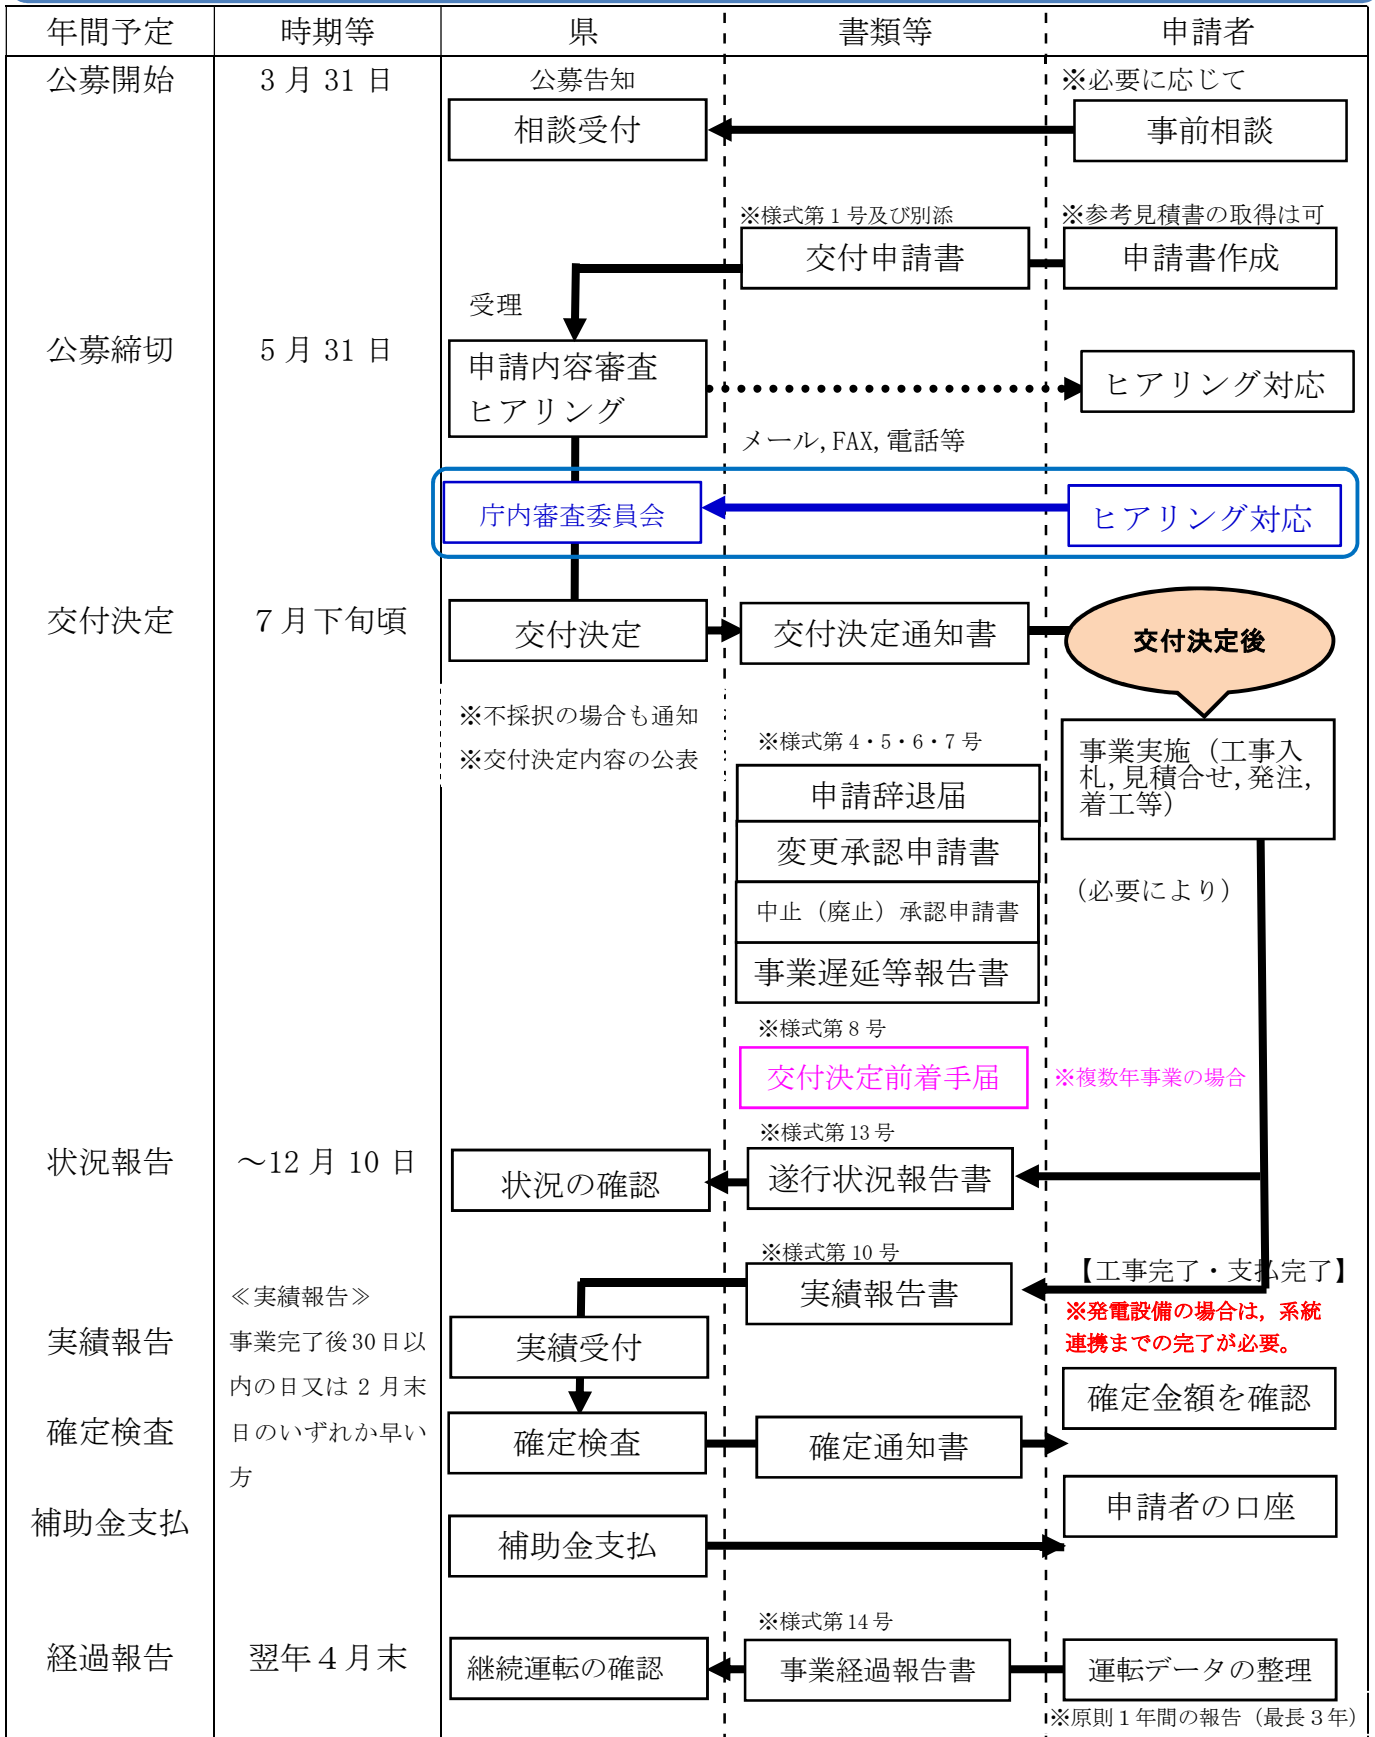 年間予定 時期等 県 書類等 申請者
公募開始 3月31日 公募告知 ※必要に応じて
相談受付 事前相談
※様式第1号及び別添 ※参考見積書の取得は可
交付申請書 申請書作成
受理
公募締切 5月31日
申請内容審査
ヒアリング
ヒアリング対応
メール,FAX,電話等
庁内審査委員会 ヒアリング対応
交付決定 7月下旬頃 交付決定 交付決定通知書 交付決定後
※不採択の場合も通知
※交付決定内容の公表
※様式第4・5・6・7号
事業実施（工事入
札,見積合せ,発注,
着工等）
申請辞退届
変更承認申請書
中止（廃止）承認申請書
事業遅延等報告書
（必要により）
※様式第8号
交付決定前着手届 ※複数年事業の場合
※様式第13号
状況報告 ～12月10日 状況の確認 遂行状況報告書
※様式第10号
実績報告書 【工事完了・支払完了】
※発電設備の場合は，系統
連携までの完了が必要。
≪実績報告≫
事業完了後30日以
内の日又は2月末
日のいずれか早い
方
実績報告 実績受付
確定金額を確認
確定検査 確定検査 確定通知書
申請者の口座
補助金支払 補助金支払
※様式第14号
経過報告 翌年4月末 継続運転の確認 事業経過報告書 運転データの整理
※原則1年間の報告（最長3年）